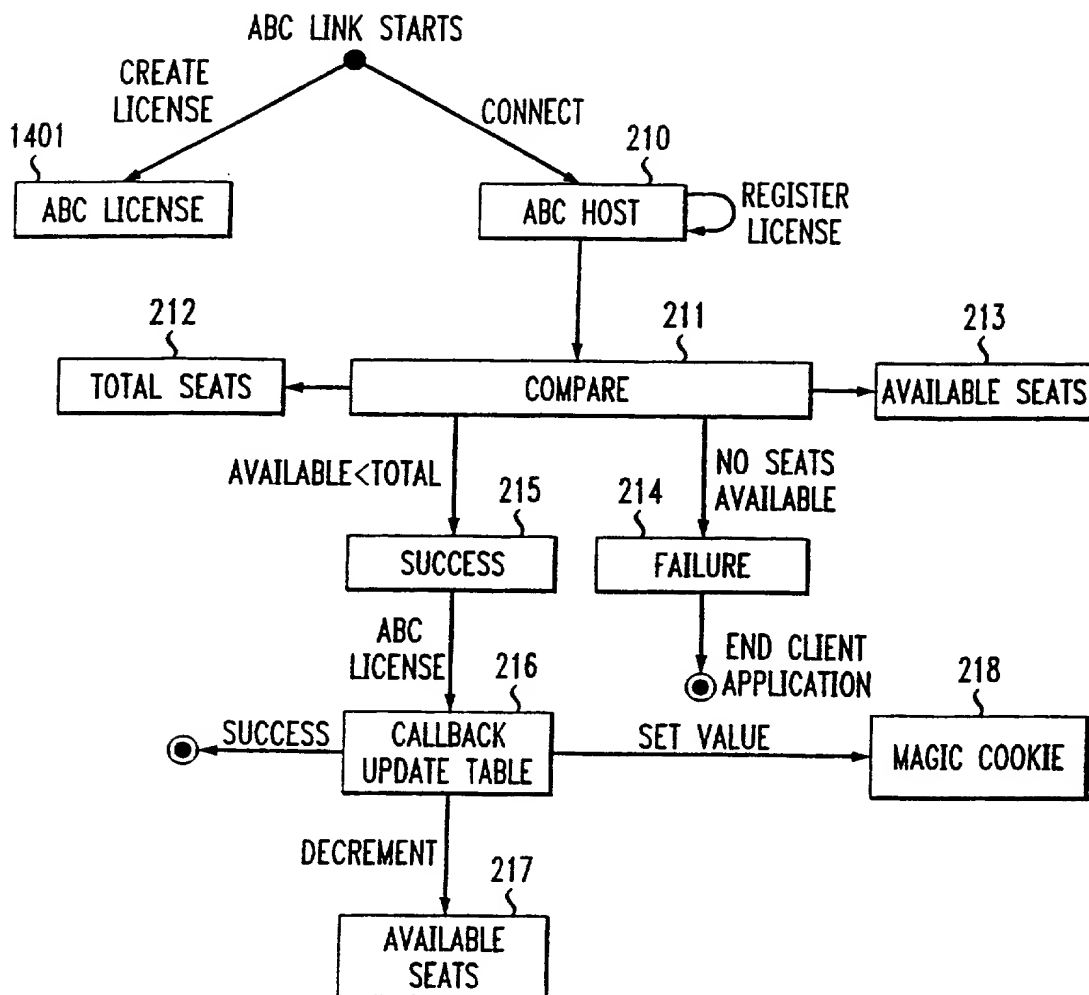 ABC LINK STARTS
CREATE
LICENSE
CONNECT
1401
ABC LICENSE
210
ABC HOST
REGISTER
LICENSE
212
TOTAL SEATS
211
COMPARE
213
AVAILABLE SEATS
AVAILABLE<TOTAL
NO SEATS
AVAILABLE
215
SUCCESS
214
FAILURE
ABC
LICENSE
END CLIENT
APPLICATION
216
CALLBACK
UPDATE TABLE
SUCCESS
SET VALUE
218
MAGIC COOKIE
DECREMENT
217
AVAILABLE
SEATS